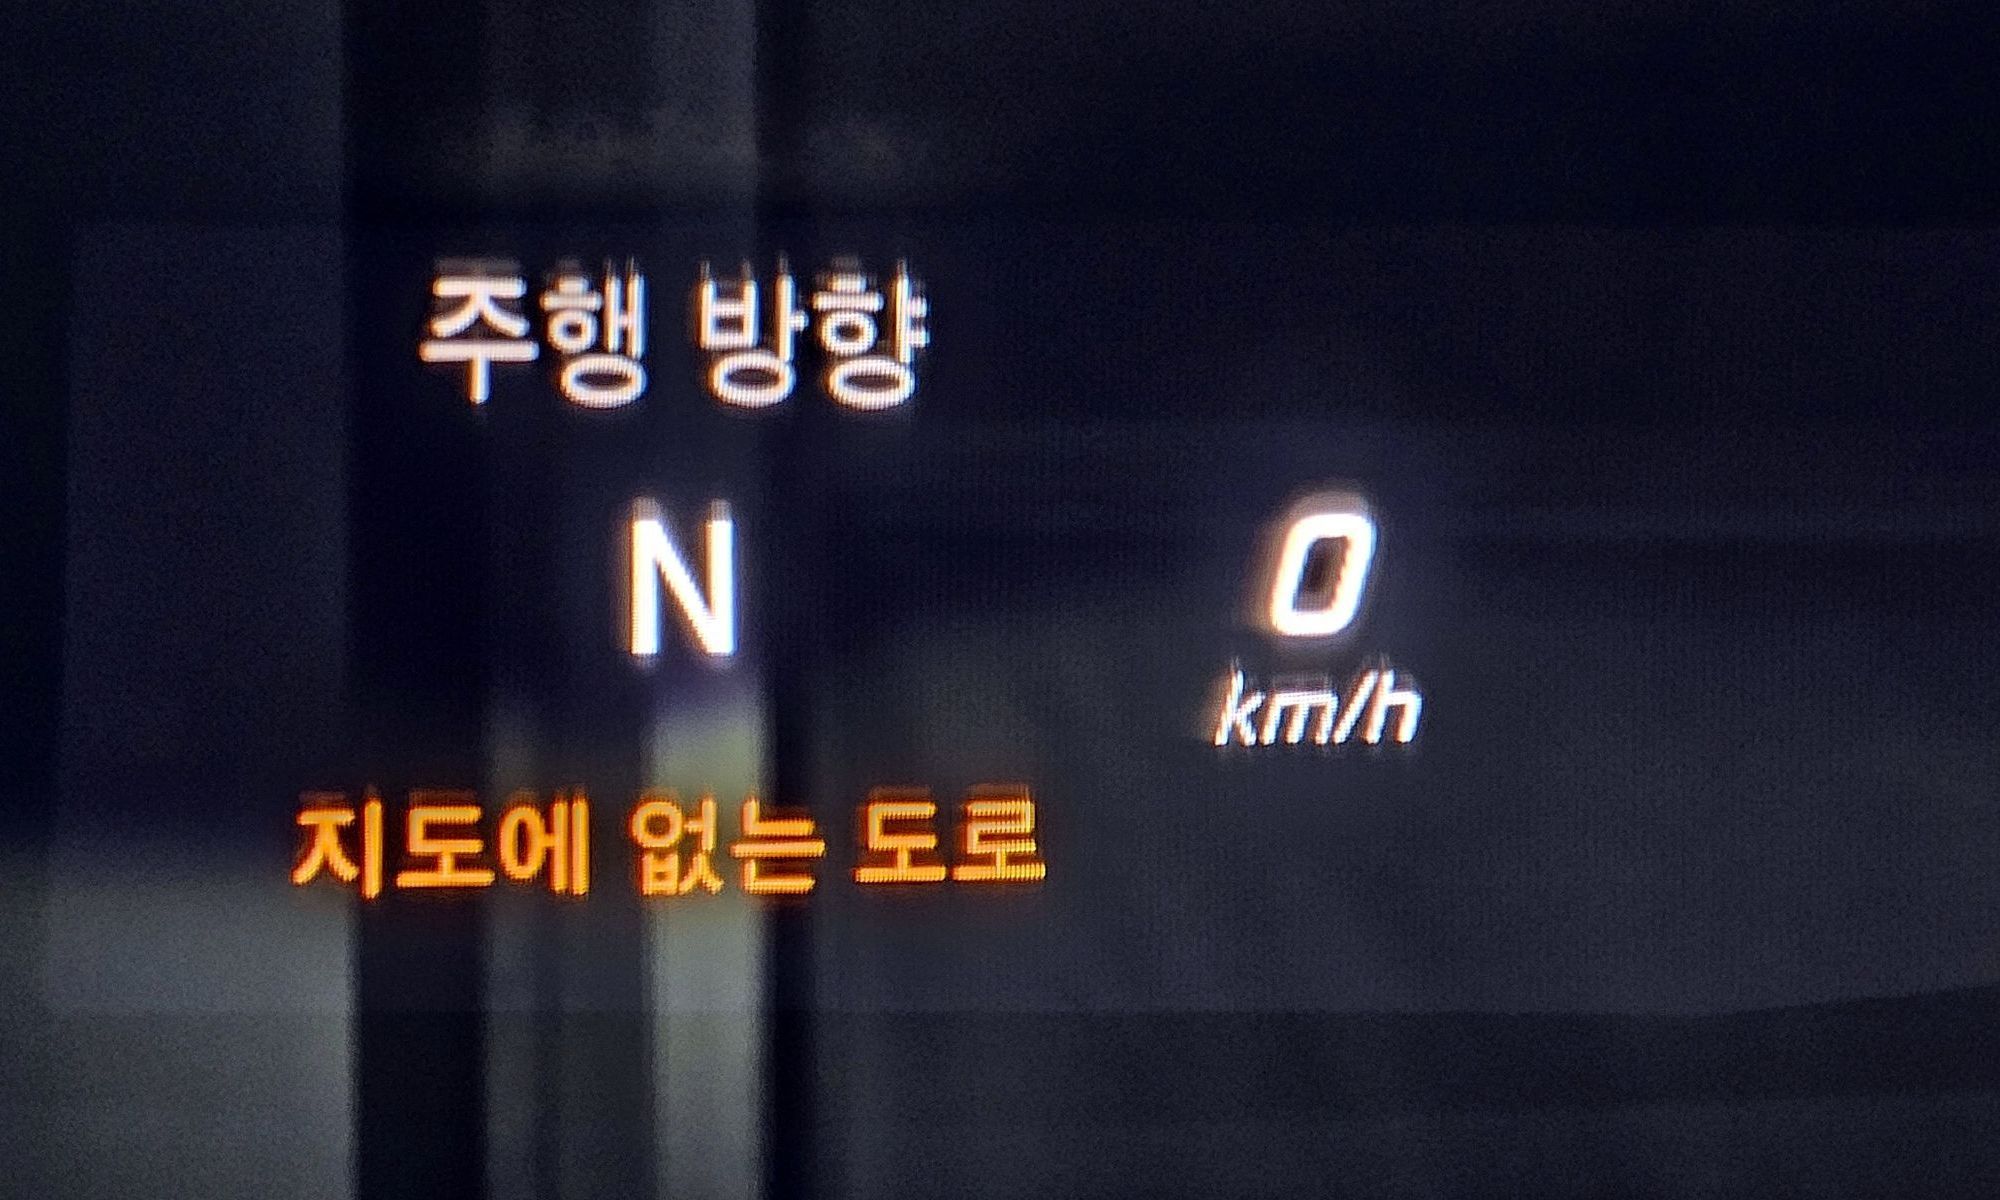 주행 방향
N
0
km/h
지도에 없는 도로